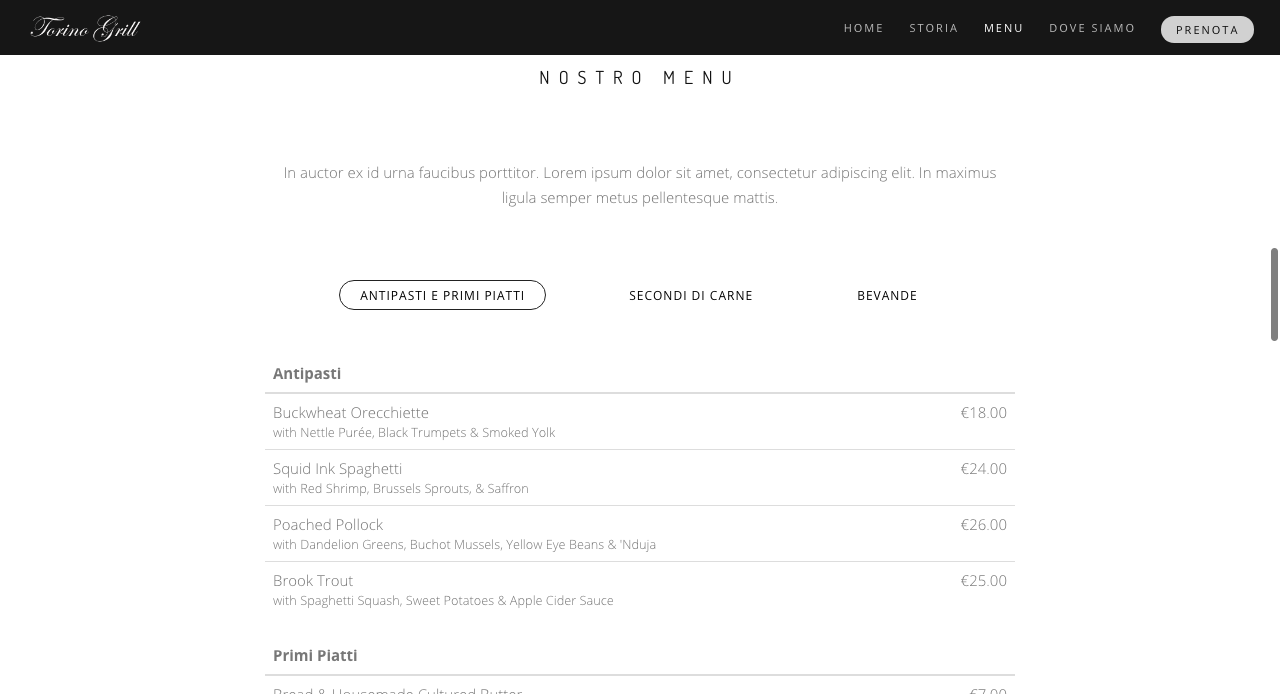 Torino Grill
HOME STORIA MENU DOVE SIAMO PRENOTA
NOSTRO MENU
In auctor ex id urna faucibus porttitor. Lorem ipsum dolor sit amet, consectetur adipiscing elit. In maximus
ligula semper metus pellentesque mattis.
ANTIPASTI E PRIMI PIATTI SECONDI DI CARNE BEVANDE
Antipasti
Buckwheat Orecchiette €18.00
with Nettle Purée, Black Trumpets & Smoked Yolk
Squid Ink Spaghetti €24.00
with Red Shrimp, Brussels Sprouts, & Saffron
Poached Pollock €26.00
with Dandelion Greens, Buchot Mussels, Yellow Eye Beans & 'Nduja
Brook Trout €25.00
with Spaghetti Squash, Sweet Potatoes & Apple Cider Sauce
Primi Piatti
Bread & Housemade Cultured Butter €7.00